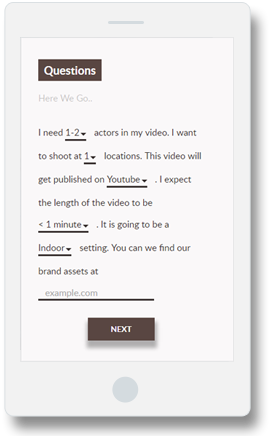 Questions
Here We Go..
I need 1-2 actors in my video. I want
to shoot at 1 locations. This video will
get published on Youtube . I expect
the length of the video to be
< 1 minute . It is going to be a
Indoor setting. You can we find our
brand assets at
example.com
NEXT